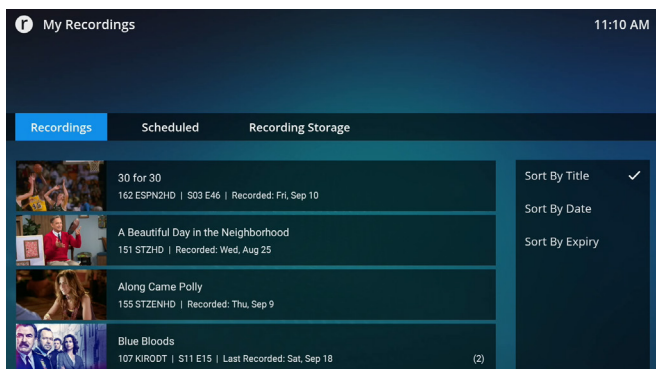 r My Recordings
11:10 AM
Recordings Scheduled Recording Storage
30 for 30
162 ESPN2HD | S03 E46 | Recorded: Fri, Sep 10
A Beautiful Day in the Neighborhood
151 STZHD | Recorded: Wed, Aug 25
Along Came Polly
155 STZENHD | Recorded: Thu, Sep 9
Blue Bloods
107 KIRODT | S11 E15 | Last Recorded: Sat, Sep 18 (2)
Sort By Title
Sort By Date
Sort By Expiry